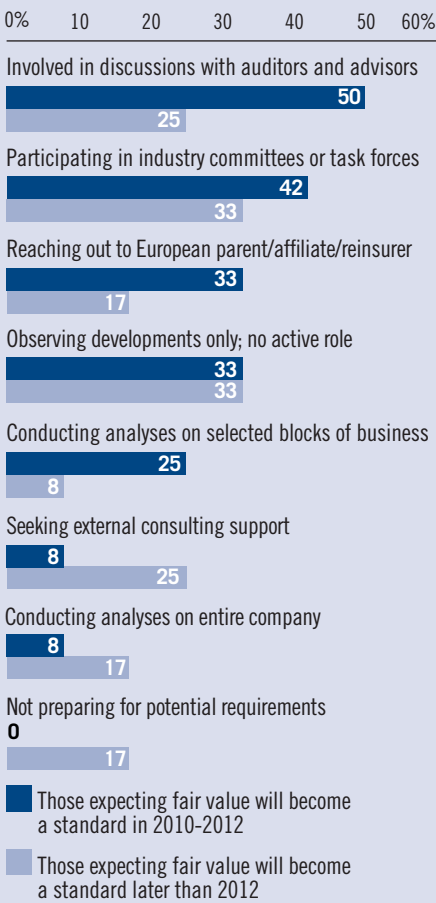 0% 10 20 30 40 50 60%
Involved in discussions with auditors and advisors
50
25
Participating in industry committees or task forces
42
33
Reaching out to European parent/affiliate/reinsurer
33
17
Observing developments only; no active role
33
33
Conducting analyses on selected blocks of business
25
8
Seeking external consulting support
8
25
Conducting analyses on entire company
8
17
Not preparing for potential requirements
0
17
Those expecting fair value will become
a standard in 2010-2012
Those expecting fair value will become
a standard later than 2012